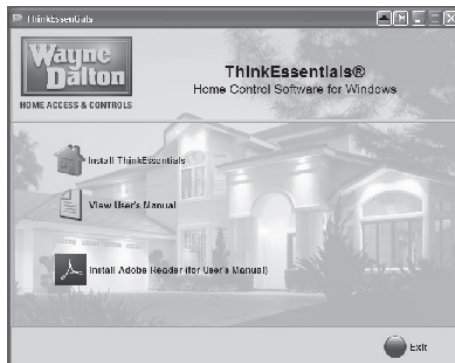 ThinkEssentials
Wayne
Dalton
HOME ACCESS & CONTROLS
ThinkEssentials®
Home Control Software for Windows
Install ThinkEssentials
View User's Manual
Install Adobe Reader (for User's Manual)
Exit